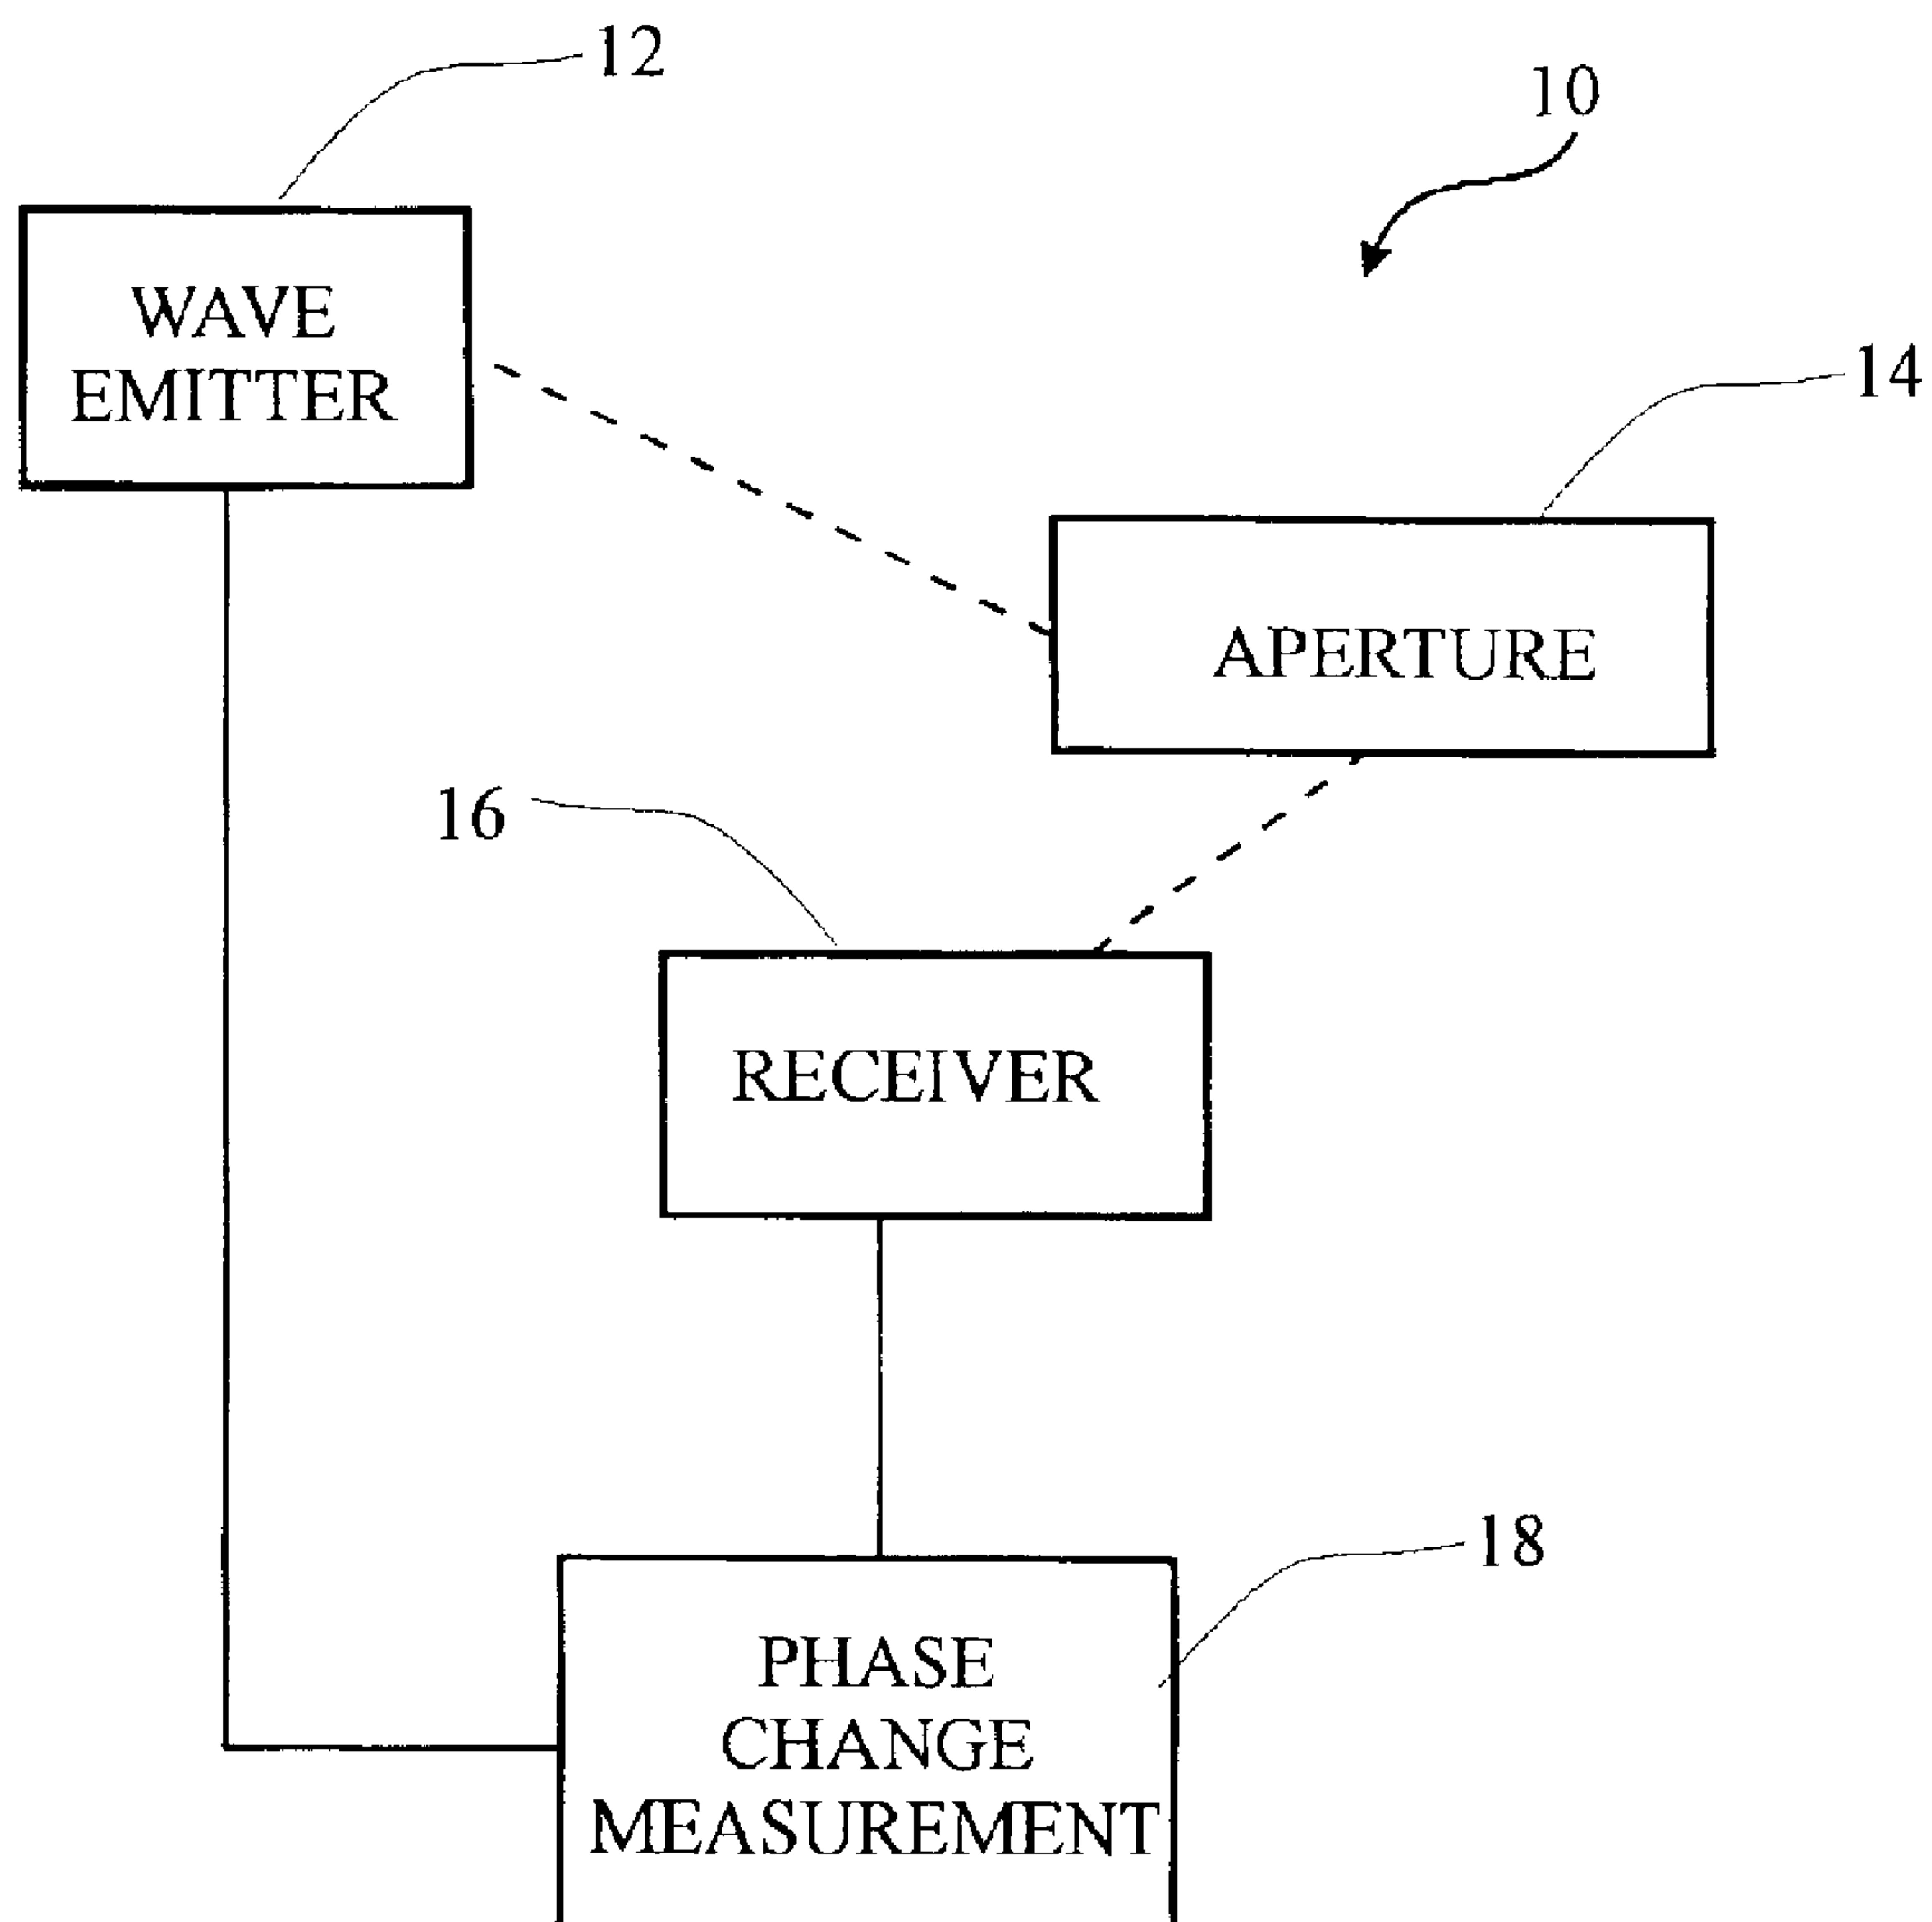 12
10
WAVE
EMITTER
14
APERTURE
16
RECEIVER
18
PHASE
CHANGE
MEASUREMENT